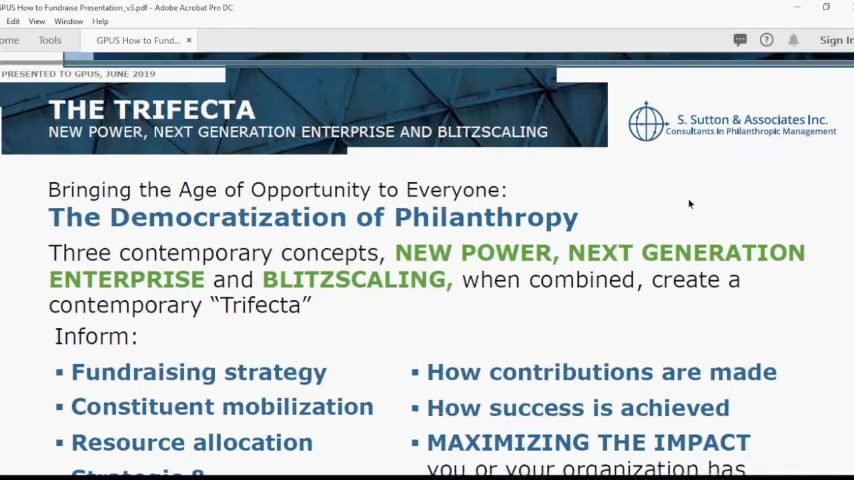 GPUS How to Fundraise Presentation_v3.pdf - Adobe Acrobat Pro DC
Edit View Window Help
ome Tools GPUS How to Fund... × Sign In
PRESENTED TO GPUS, JUNE 2019
THE TRIFECTA
NEW POWER, NEXT GENERATION ENTERPRISE AND BLITZSCALING
S. Sutton & Associates Inc.
Consultants in Philanthropic Management
Bringing the Age of Opportunity to Everyone:
The Democratization of Philanthropy
Three contemporary concepts, NEW POWER, NEXT GENERATION
ENTERPRISE and BLITZSCALING, when combined, create a
contemporary “Trifecta”
Inform:
▪ Fundraising strategy
▪ Constituent mobilization
▪ Resource allocation
▪ Strategic &
▪ How contributions are made
▪ How success is achieved
▪ MAXIMIZING THE IMPACT
you or your organization has